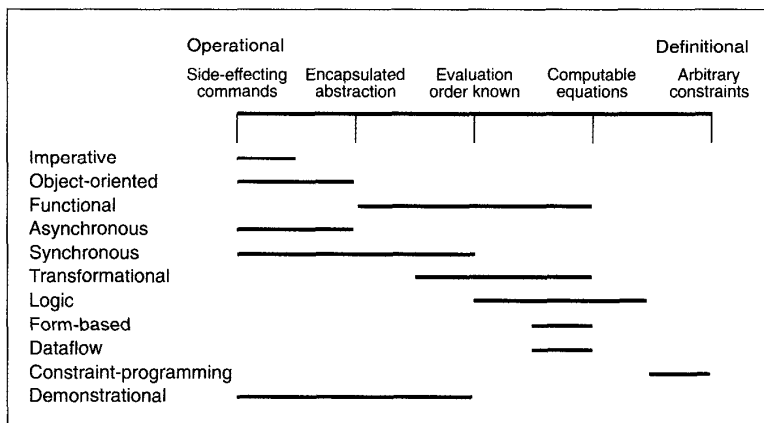 Operational Definitional
Side-effecting Encapsulated Evaluation Computable Arbitrary
commands abstraction order known equations constraints
Imperative
Object-oriented
Functional
Asynchronous
Synchronous
Transformational
Logic
Form-based
Dataflow
Constraint-programming
Demonstrational